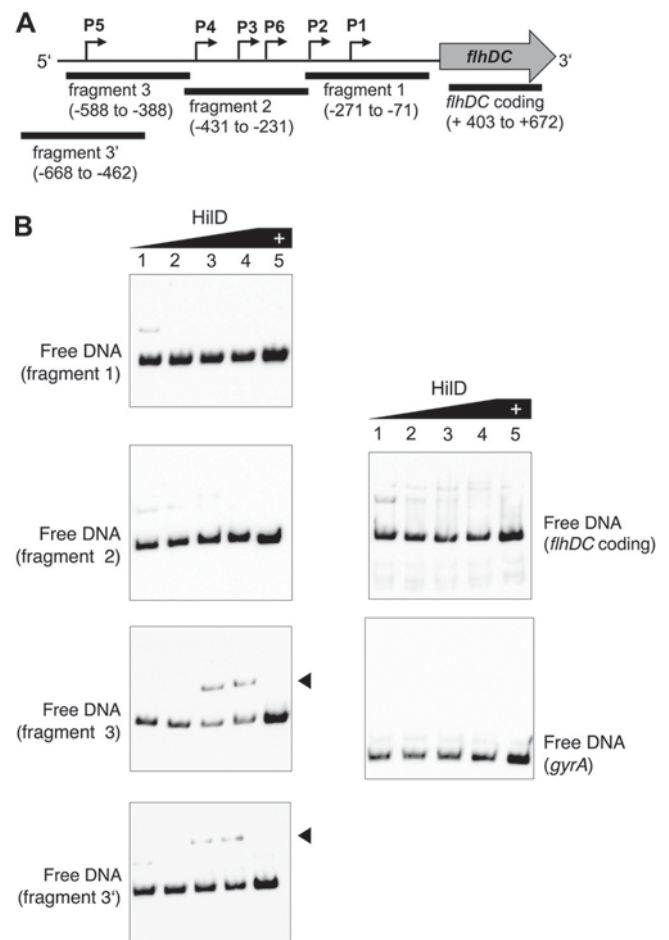 A
P5 P4 P3 P6 P2 P1
5‘ flhDC 3‘
fragment 3
(-588 to -388)
fragment 2
(-431 to -231)
fragment 1
(-271 to -71)
flhDC coding
(+ 403 to +672)
fragment 3‘
(-668 to -462)
B
HilD
+
1 2 3 4 5
Free DNA
(fragment 1)
Free DNA
(fragment 2)
Free DNA
(fragment 3)
Free DNA
(fragment 3‘)
HilD
+
1 2 3 4 5
Free DNA
(flhDC coding)
Free DNA
(gyrA)